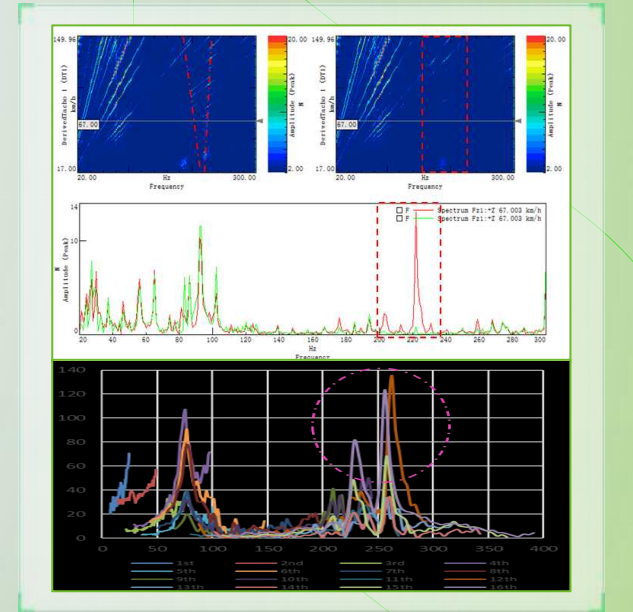 149.96
DerivedTacho 1 (DT1)
km/h
67.00
17.00
20.00
Hz
Frequency
300.00
20.00
Amplitude (Peak)
N
2.00
149.96
DerivedTacho 1 (DT1)
km/h
67.00
17.00
20.00
Hz
Frequency
300.00
20.00
Amplitude (Peak)
N
2.00
14
10
0
N
Amplitude (Peak)
F Spectrum Fz1:+Z 67.003 km/h
F Spectrum Fz1:+Z 67.003 km/h
20 40 60 80 100 120 140 160 180 200 220 240 260 280 300
Hz
Frequency
140
120
100
80
60
40
20
0
0 50 100 150 200 250 300 350 400
1st 2nd 3rd 4th
5th 6th 7th 8th
9th 10th 11th 12th
13th 14th 15th 16th